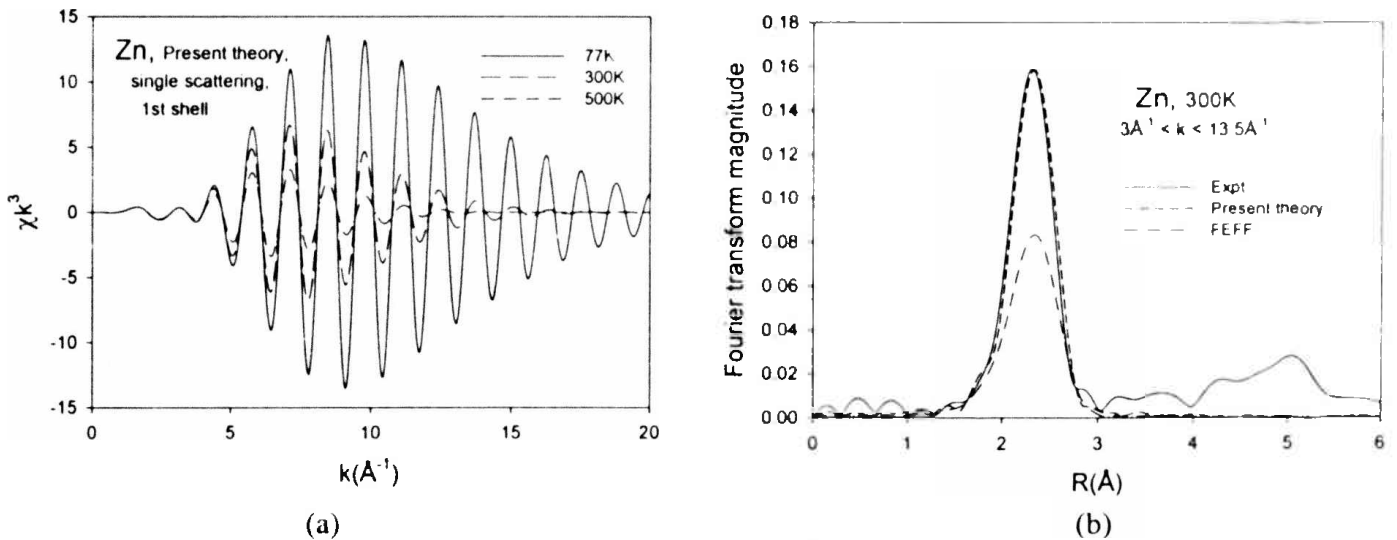 15
10
5
0
-5
-10
-15
χk³
Zn, Present theory,
single scattering,
1st shell
77K
300K
500K
0
5
10
15
20
k(Å⁻¹)
(a)
0.18
0.16
0.14
0.12
0.10
0.08
0.06
0.04
0.02
0.00
Fourier transform magnitude
Zn, 300K
3Å⁻¹ < k < 13.5Å⁻¹
Expt
Present theory
FEFF
0
1
2
3
4
5
6
R(Å)
(b)